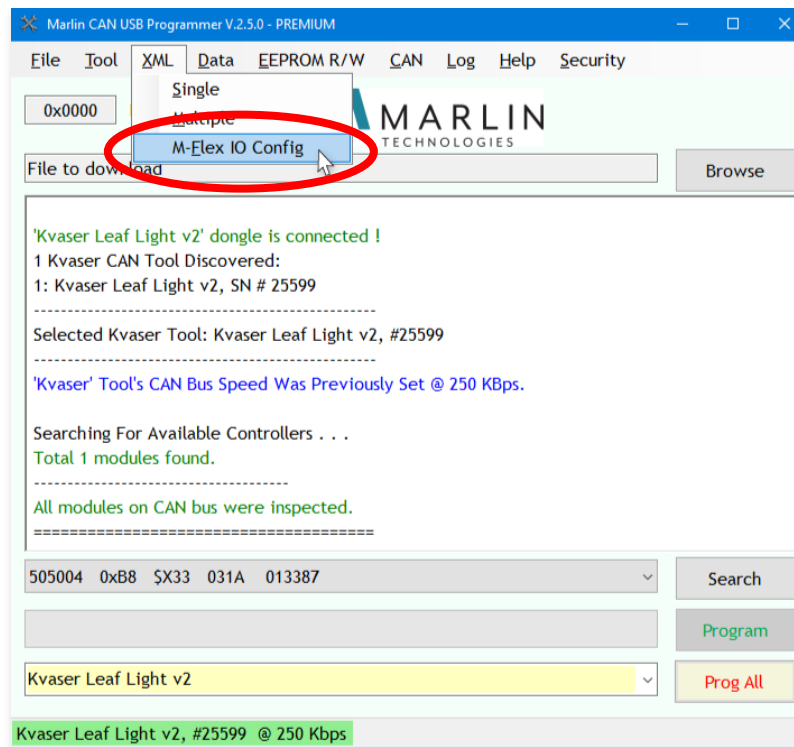 Marlin CAN USB Programmer V.2.5.0 - PREMIUM
File Tool XML Data EEPROM R/W CAN Log Help Security
Single
Multiple
M-Flex IO Config
0x0000
MARLIN
TECHNOLOGIES
File to download
Browse
'Kvaser Leaf Light v2' dongle is connected !
1 Kvaser CAN Tool Discovered:
1: Kvaser Leaf Light v2, SN # 25599
----------------------------------------------------
Selected Kvaser Tool: Kvaser Leaf Light v2, #25599
----------------------------------------------------
'Kvaser' Tool's CAN Bus Speed Was Previously Set @ 250 KBps.
Searching For Available Controllers . . .
Total 1 modules found.
---------------------------------------
All modules on CAN bus were inspected.
======================================
505004 0xB8 $X33 031A 013387
Search
Program
Kvaser Leaf Light v2
Prog All
Kvaser Leaf Light v2, #25599 @ 250 Kbps